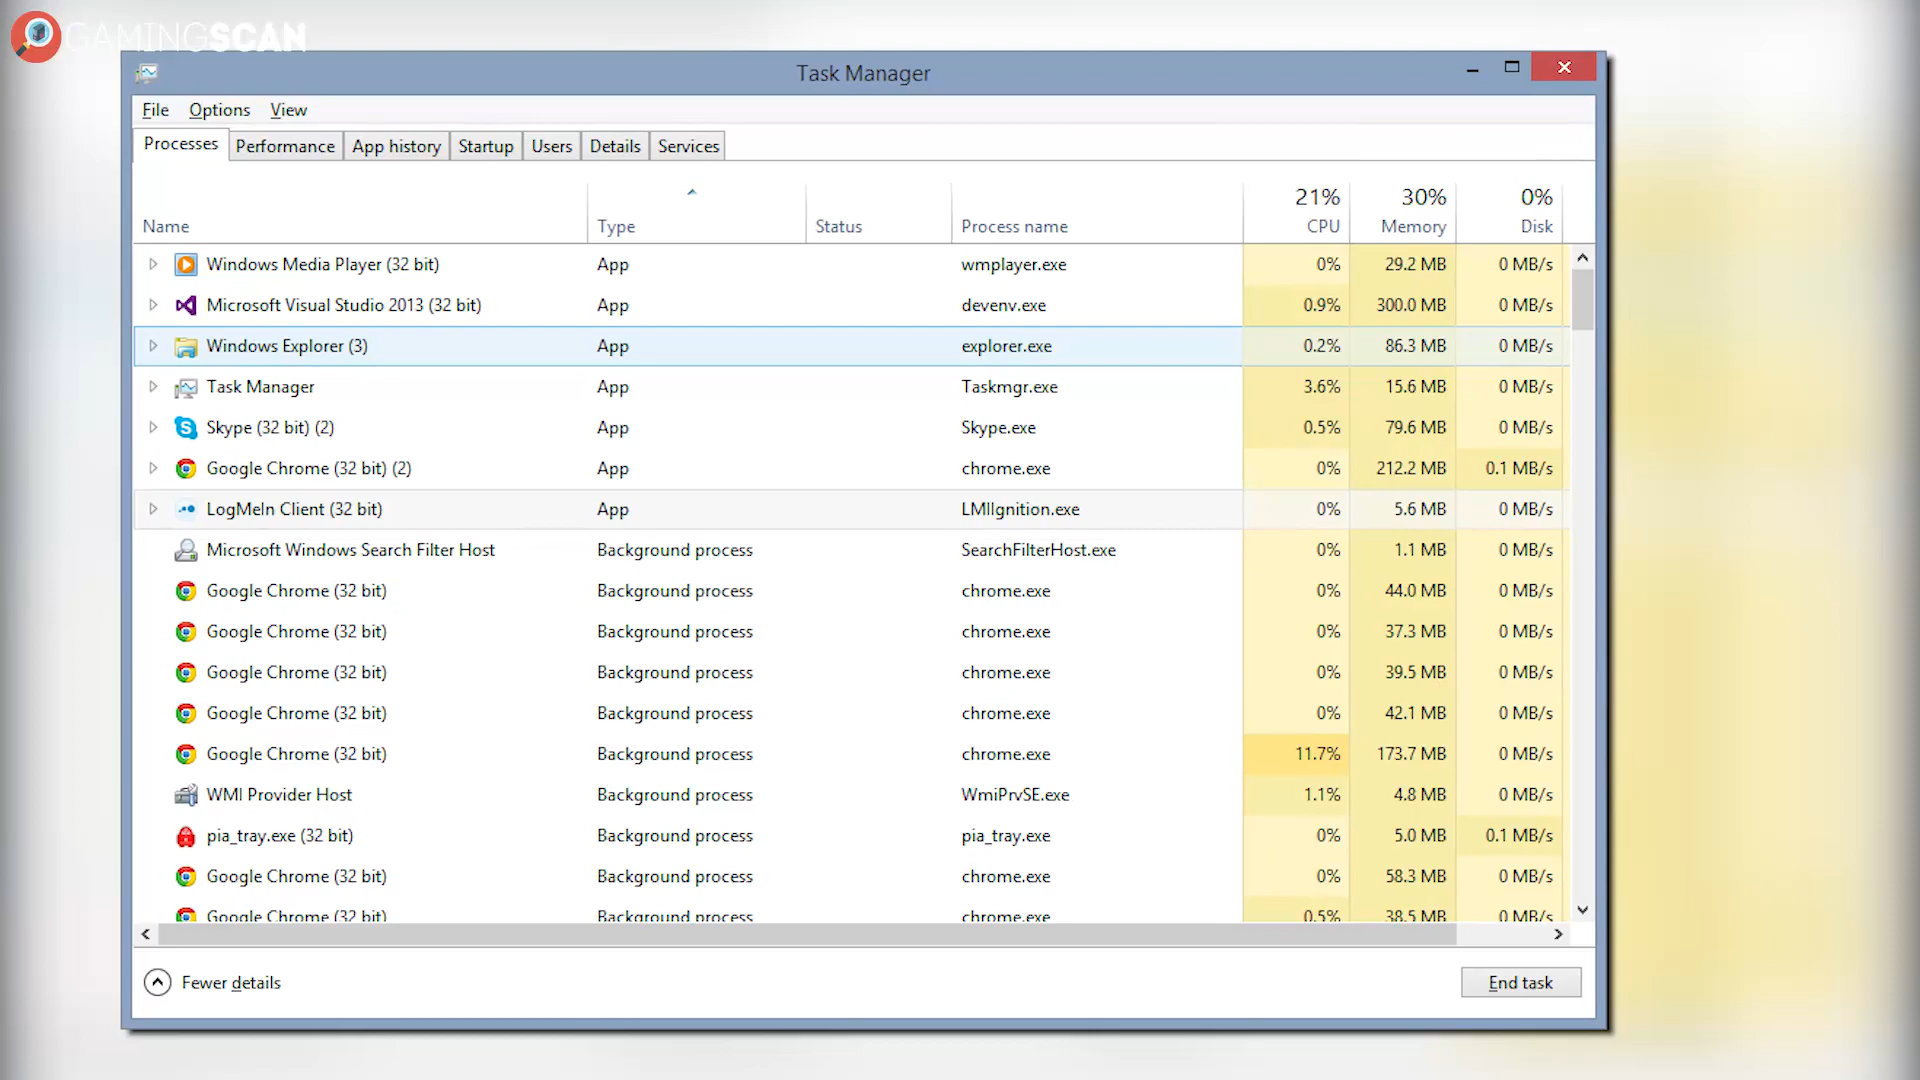 GAMINGSCAN
Task Manager
File Options View
Processes Performance App history Startup Users Details Services
21% 30% 0%
Name Type Status Process name CPU Memory Disk
Windows Media Player (32 bit) App wmplayer.exe 0% 29.2 MB 0 MB/s
Microsoft Visual Studio 2013 (32 bit) App devenv.exe 0.9% 300.0 MB 0 MB/s
Windows Explorer (3) App explorer.exe 0.2% 86.3 MB 0 MB/s
Task Manager App Taskmgr.exe 3.6% 15.6 MB 0 MB/s
Skype (32 bit) (2) App Skype.exe 0.5% 79.6 MB 0 MB/s
Google Chrome (32 bit) (2) App chrome.exe 0% 212.2 MB 0.1 MB/s
LogMeIn Client (32 bit) App LMIIgnition.exe 0% 5.6 MB 0 MB/s
Microsoft Windows Search Filter Host Background process SearchFilterHost.exe 0% 1.1 MB 0 MB/s
Google Chrome (32 bit) Background process chrome.exe 0% 44.0 MB 0 MB/s
Google Chrome (32 bit) Background process chrome.exe 0% 37.3 MB 0 MB/s
Google Chrome (32 bit) Background process chrome.exe 0% 39.5 MB 0 MB/s
Google Chrome (32 bit) Background process chrome.exe 0% 42.1 MB 0 MB/s
Google Chrome (32 bit) Background process chrome.exe 11.7% 173.7 MB 0 MB/s
WMI Provider Host Background process WmiPrvSE.exe 1.1% 4.8 MB 0 MB/s
pia_tray.exe (32 bit) Background process pia_tray.exe 0% 5.0 MB 0.1 MB/s
Google Chrome (32 bit) Background process chrome.exe 0% 58.3 MB 0 MB/s
Google Chrome (32 bit) Background process chrome.exe 0.5% 38.5 MB 0 MB/s
Fewer details End task